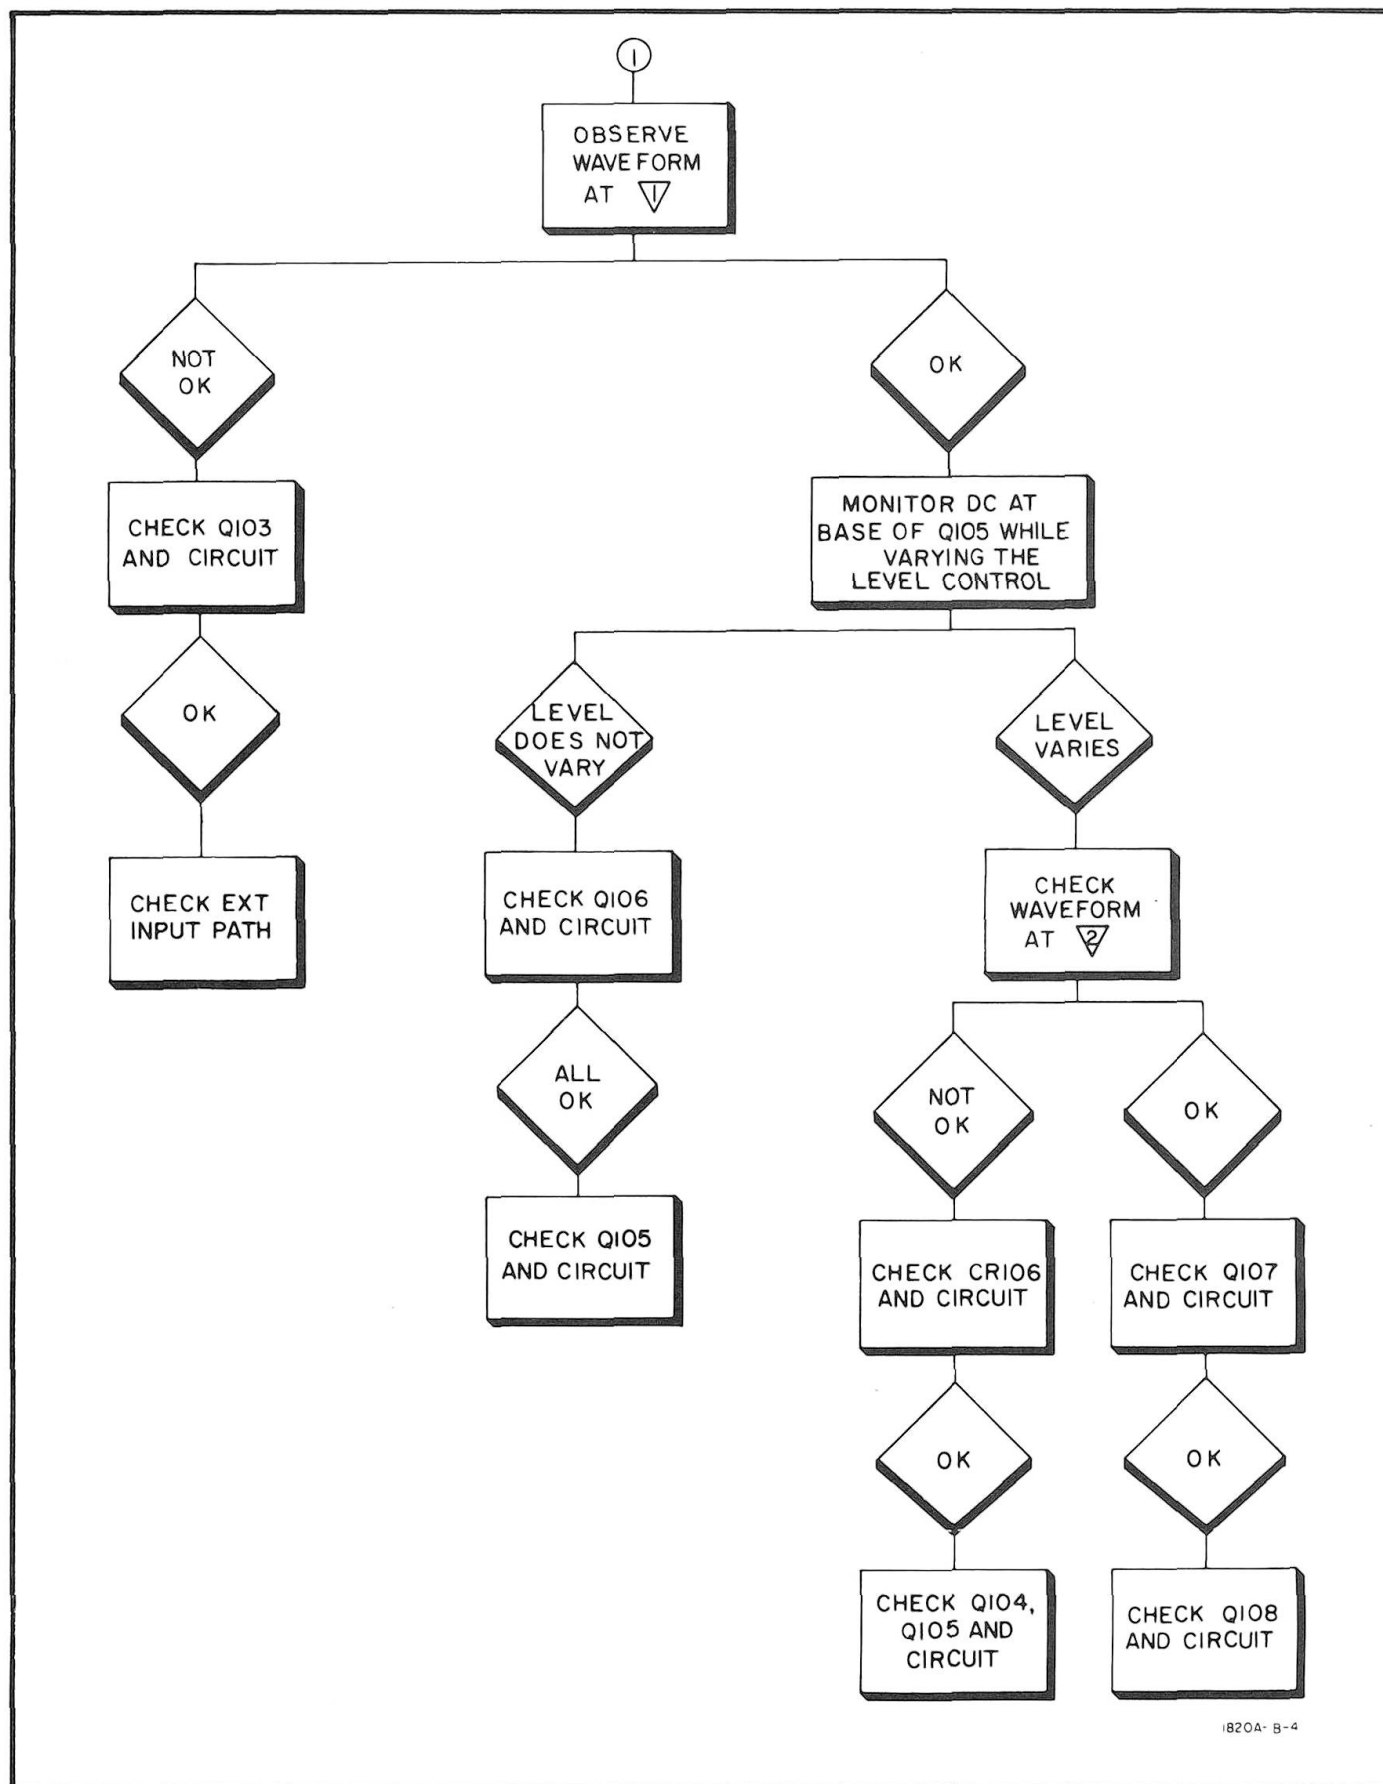 1
OBSERVE
WAVEFORM
AT 1
NOT
OK
OK
CHECK Q103
AND CIRCUIT
MONITOR DC AT
BASE OF Q105 WHILE
VARYING THE
LEVEL CONTROL
OK
LEVEL
DOES NOT
VARY
LEVEL
VARIES
CHECK EXT
INPUT PATH
CHECK Q106
AND CIRCUIT
CHECK
WAVEFORM
AT 2
ALL
OK
NOT
OK
OK
CHECK Q105
AND CIRCUIT
CHECK CR106
AND CIRCUIT
CHECK Q107
AND CIRCUIT
OK
OK
CHECK Q104,
Q105 AND
CIRCUIT
CHECK Q108
AND CIRCUIT
1820A-B-4